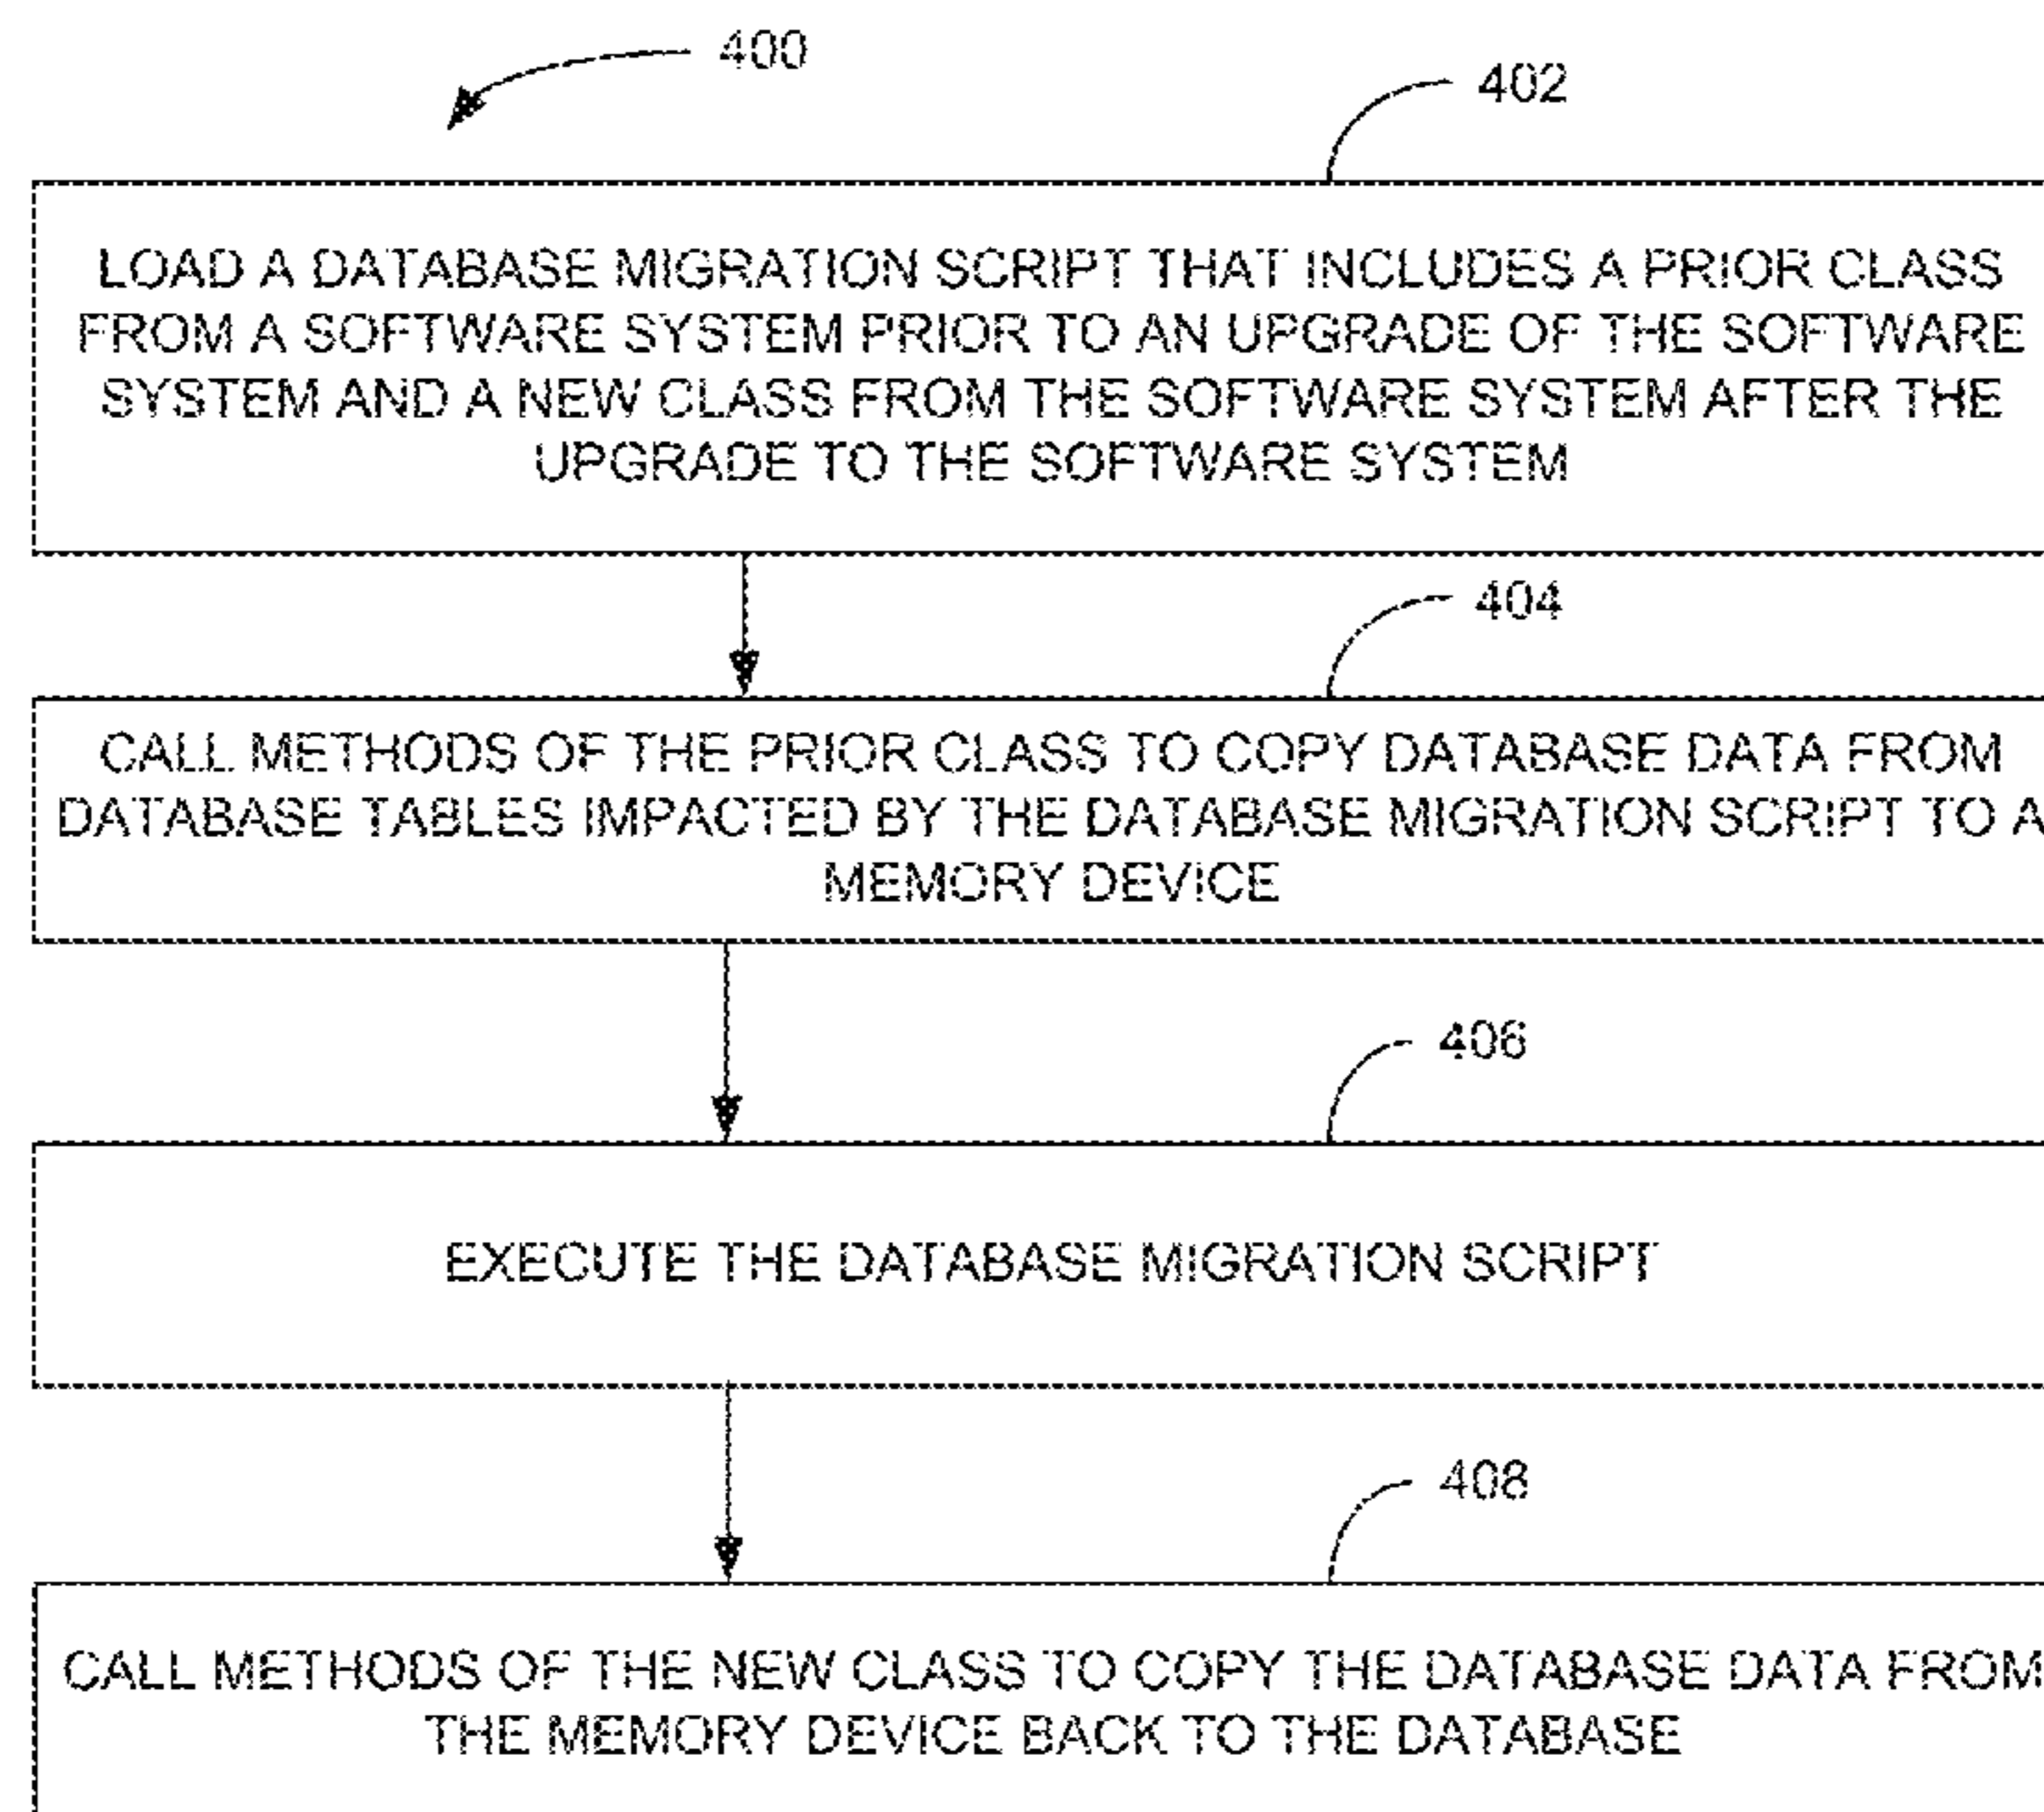 400
402
LOAD A DATABASE MIGRATION SCRIPT THAT INCLUDES A PRIOR CLASS
FROM A SOFTWARE SYSTEM PRIOR TO AN UPGRADE OF THE SOFTWARE
SYSTEM AND A NEW CLASS FROM THE SOFTWARE SYSTEM AFTER THE
UPGRADE TO THE SOFTWARE SYSTEM
404
CALL METHODS OF THE PRIOR CLASS TO COPY DATABASE DATA FROM
DATABASE TABLES IMPACTED BY THE DATABASE MIGRATION SCRIPT TO A
MEMORY DEVICE
406
EXECUTE THE DATABASE MIGRATION SCRIPT
408
CALL METHODS OF THE NEW CLASS TO COPY THE DATABASE DATA FROM
THE MEMORY DEVICE BACK TO THE DATABASE